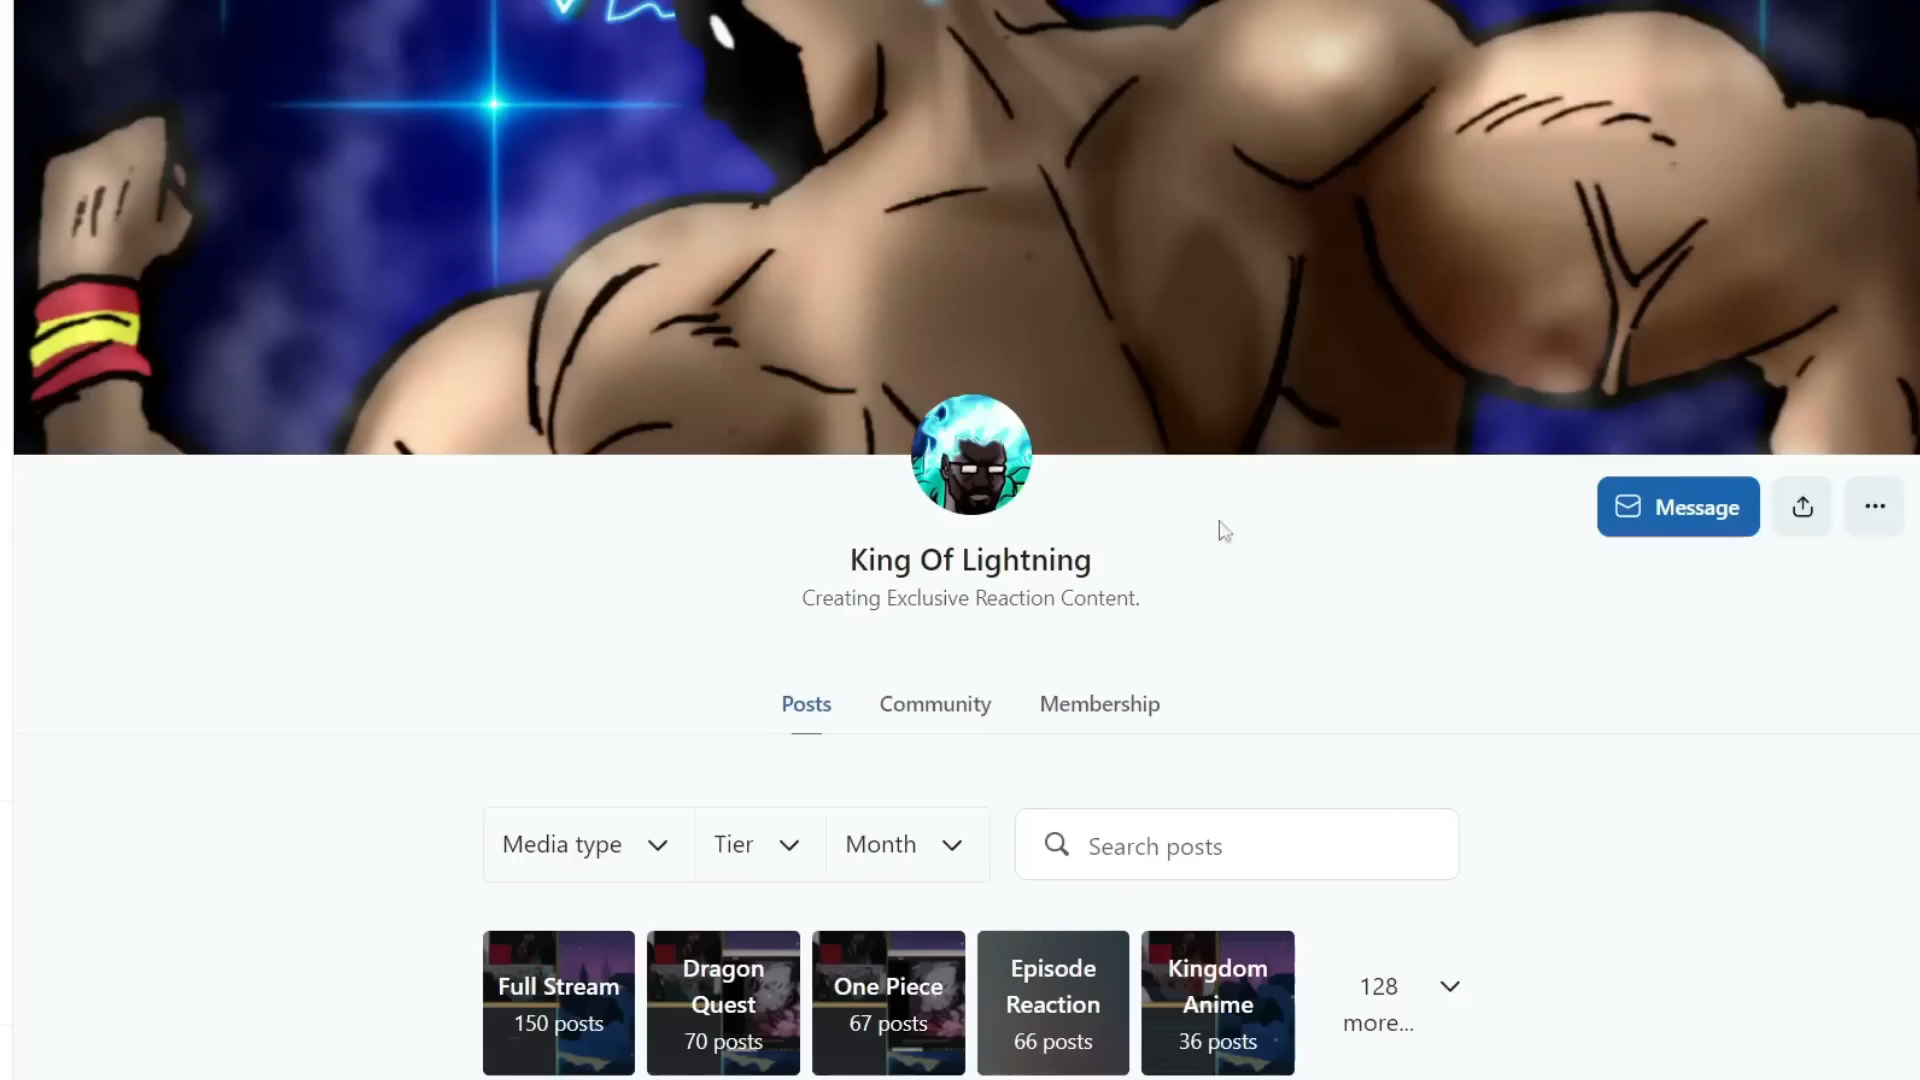 Message
King Of Lightning
Creating Exclusive Reaction Content.
Posts
Community
Membership
Media type
Tier
Month
Search posts
Full Stream
150 posts
Dragon
Quest
70 posts
One Piece
67 posts
Episode
Reaction
66 posts
Kingdom
Anime
36 posts
128
more...